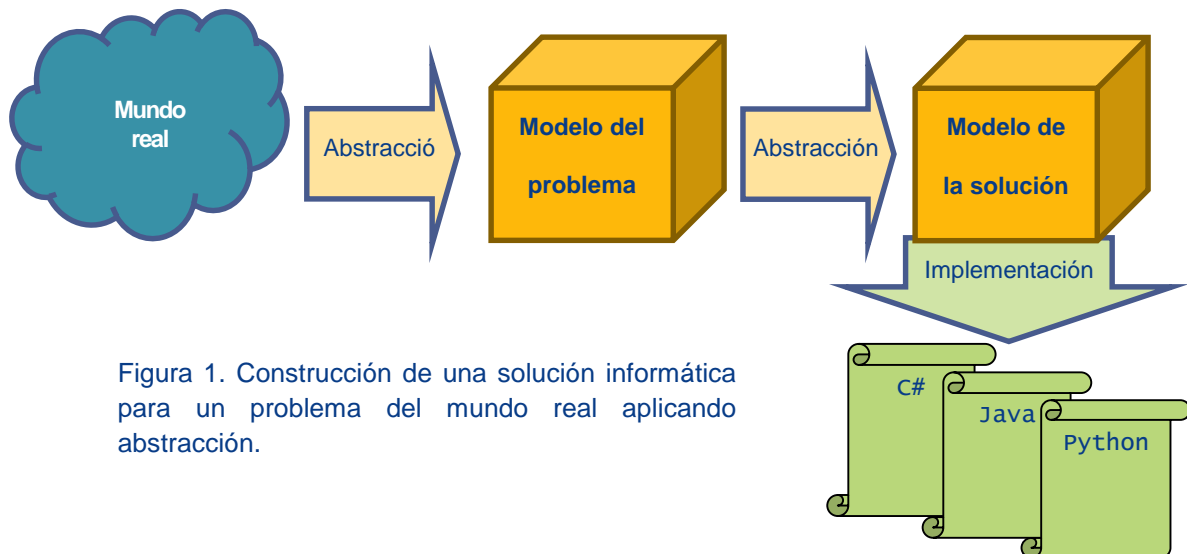 Mundo
real
Abstracció
Modelo del
problema
Abstracción
Modelo de
la solución
Implementación
C#
Java
Python
Figura 1. Construcción de una solución informática
para un problema del mundo real aplicando
abstracción.